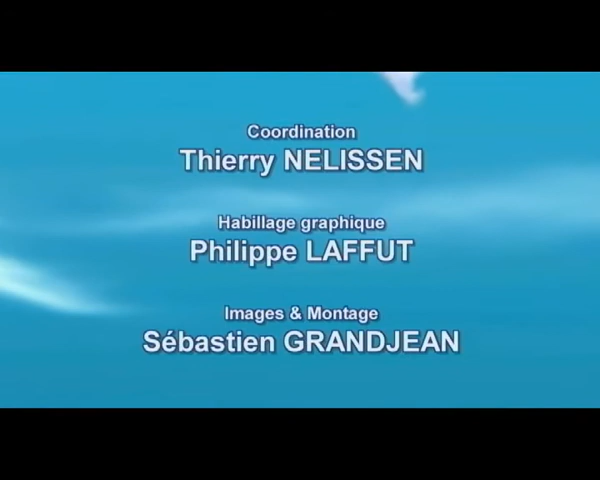 Coordination
Thierry NELISSEN
Habillage graphique
Philippe LAFFUT
Images & Montage
Sébastien GRANDJEAN